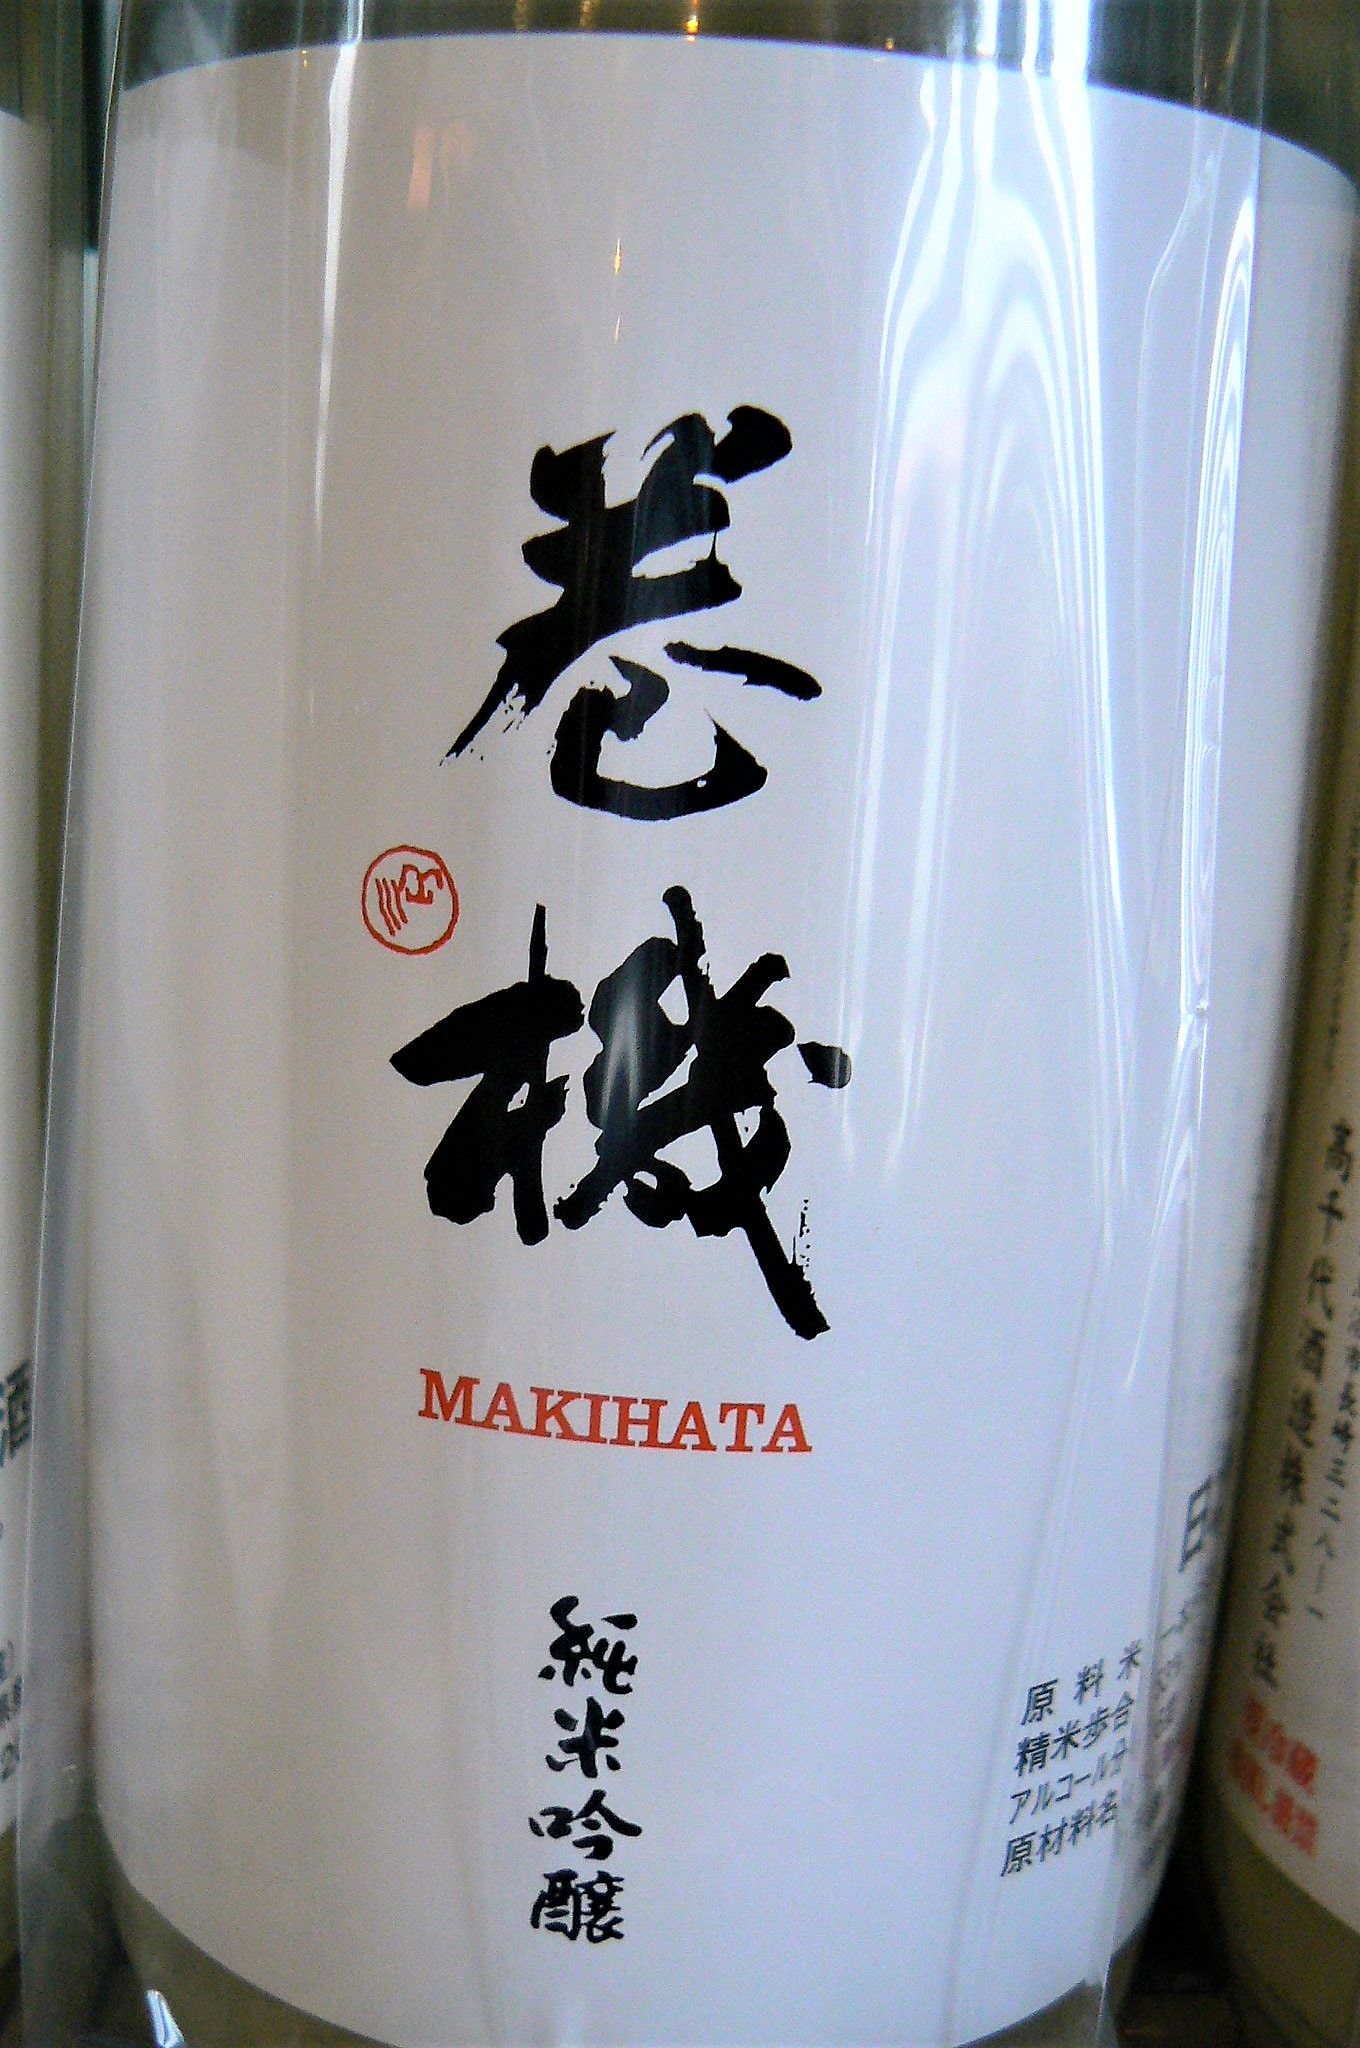 巻機
MAKIHATA
純米吟醸
原料米
精米歩合
アルコール分
原材料名
高千代酒造株式会社
酒